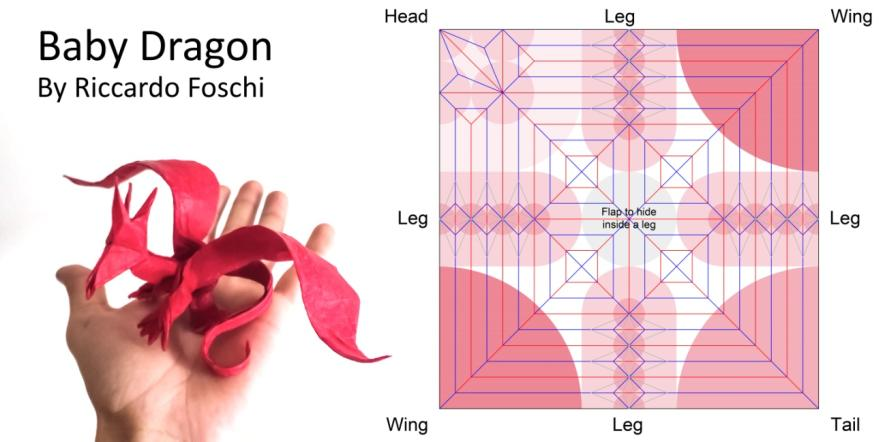 Baby Dragon
By Riccardo Foschi
Head
Leg
Wing
Leg
Flap to hide
inside a leg
Leg
Wing
Leg
Tail